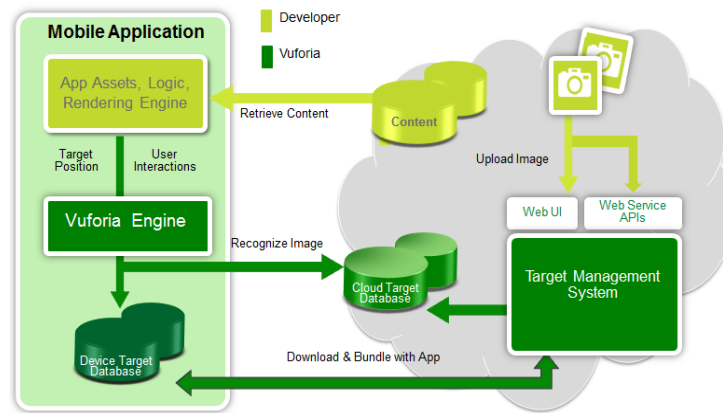 Developer
Vuforia
Mobile Application
App Assets, Logic,
Rendering Engine
Retrieve Content
Content
Target
Position
User
Interactions
Upload Image
Vuforia Engine
Web UI
Web Service
APIs
Recognize Image
Cloud Target
Database
Target Management
System
Device Target
Database
Download & Bundle with App